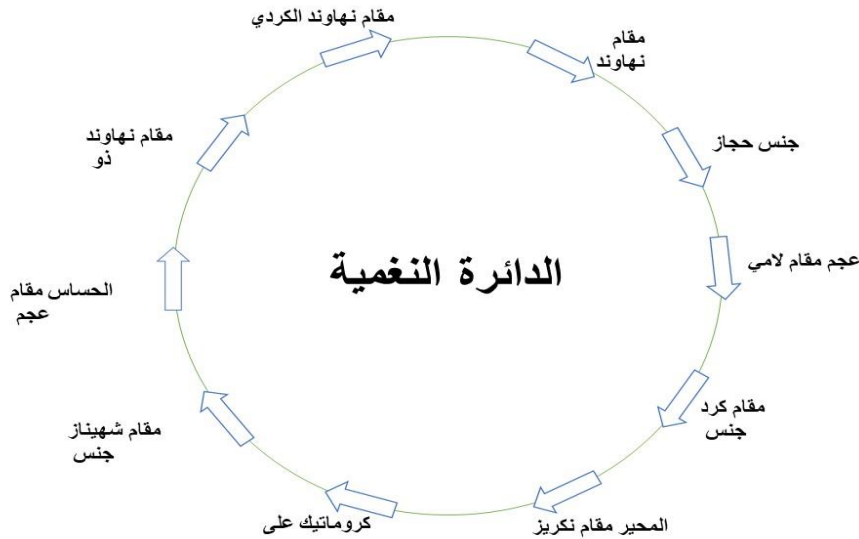 مقام نهاوند الكردي
مقام
نهاوند
جنس حجاز
عجم مقام لامي
مقام كرد
جنس
المحير مقام نكريز
كروماتيك على
مقام شهيناز
جنس
الحساس مقام
عجم
مقام نهاوند
ذو
الدائرة النغمية